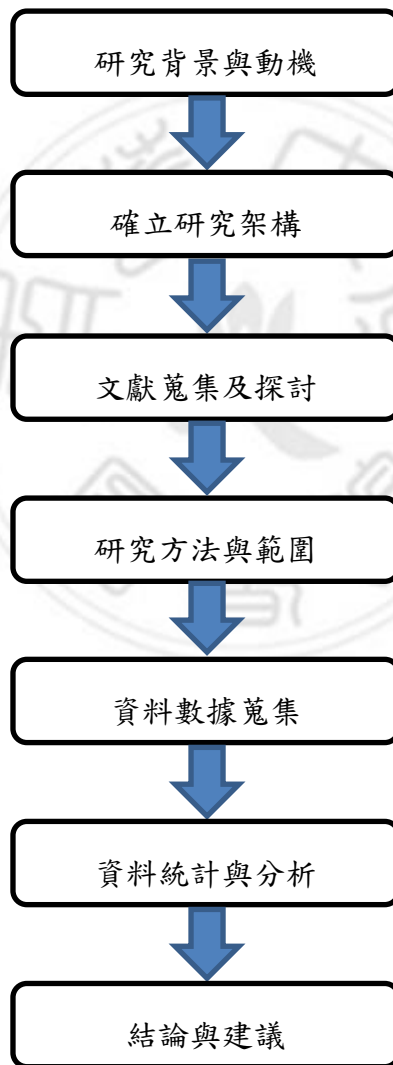 研究背景與動機
確立研究架構
文獻蒐集及探討
研究方法與範圍
資料數據蒐集
資料統計與分析
結論與建議